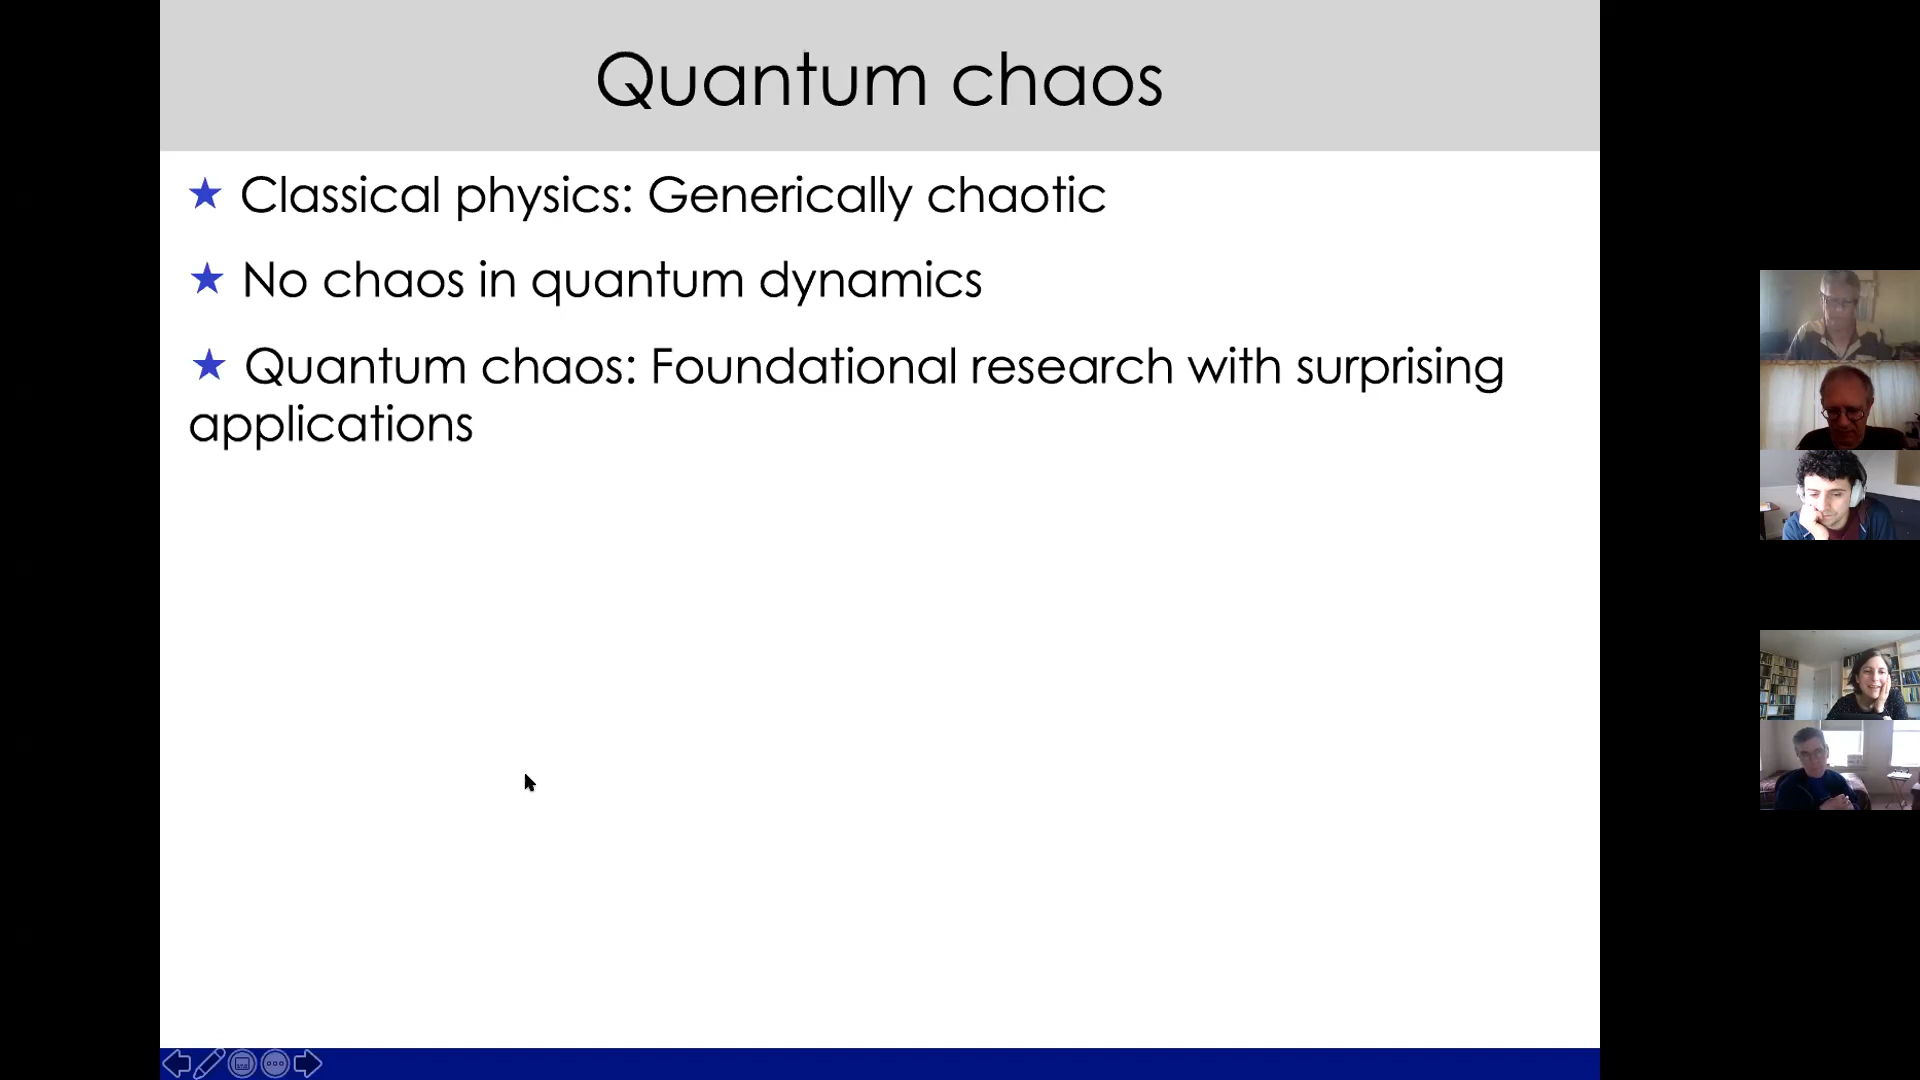 Quantum chaos
★ Classical physics: Generically chaotic
★ No chaos in quantum dynamics
★ Quantum chaos: Foundational research with surprising
applications